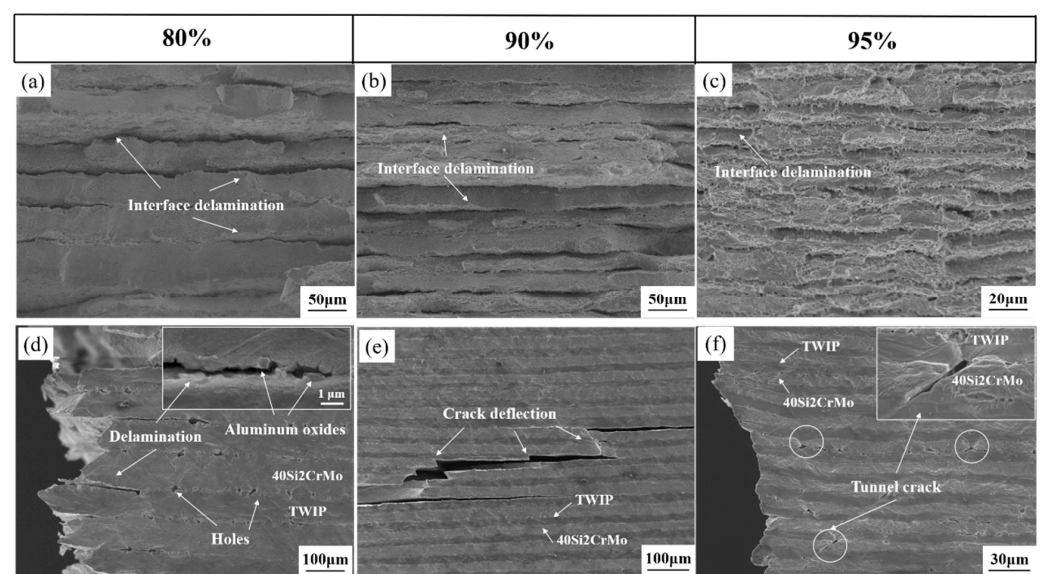 80%
90%
95%
(a)
Interface delamination
50μm
(b)
Interface delamination
50μm
(c)
Interface delamination
20μm
(d)
1 μm
Delamination
Aluminum oxides
40Si2CrMo
TWIP
Holes
100μm
(e)
Crack deflection
TWIP
40Si2CrMo
100μm
(f)
TWIP
40Si2CrMo
TWIP
40Si2CrMo
Tunnel crack
30μm